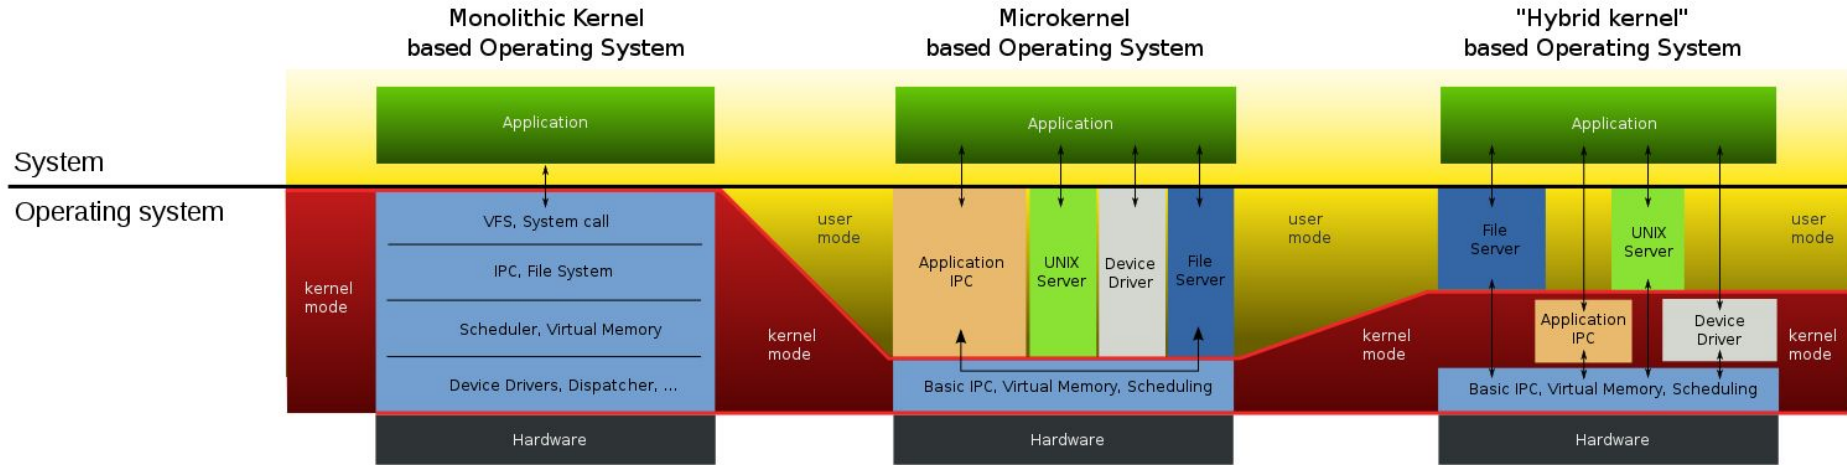 Monolithic Kernel
based Operating System
Microkernel
based Operating System
"Hybrid kernel"
based Operating System
System
Operating system
Application
VFS, System call
IPC, File System
Scheduler, Virtual Memory
Device Drivers, Dispatcher, ...
Hardware
kernel
mode
kernel
mode
user
mode
Application
Application
IPC
UNIX
Server
Device
Driver
File
Server
Basic IPC, Virtual Memory, Scheduling
Hardware
user
mode
kernel
mode
Application
File
Server
UNIX
Server
Application
IPC
Device
Driver
Basic IPC, Virtual Memory, Scheduling
Hardware
user
mode
kernel
mode